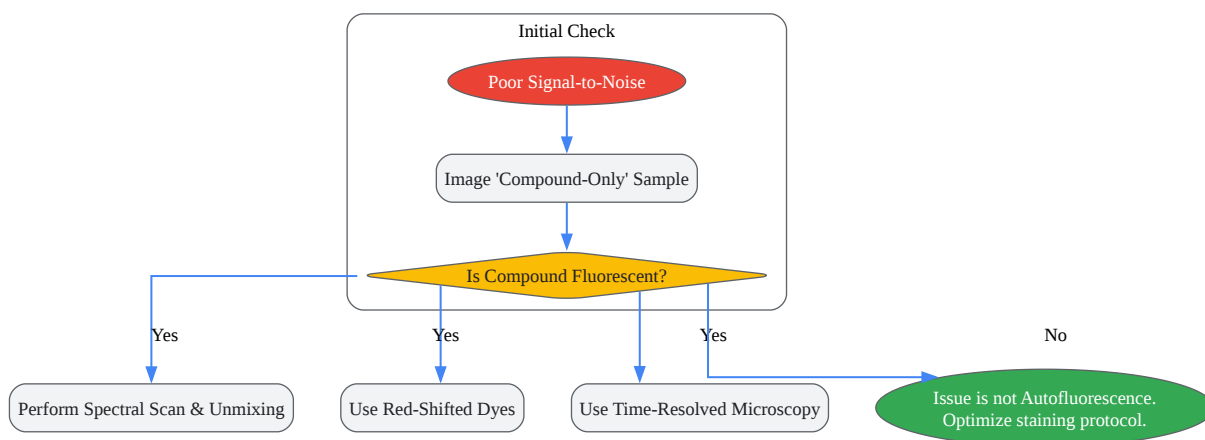 Initial Check
Poor Signal-to-Noise
Image 'Compound-Only' Sample
Is Compound Fluorescent?
Yes
Yes
Yes
No
Perform Spectral Scan & Unmixing
Use Red-Shifted Dyes
Use Time-Resolved Microscopy
Issue is not Autofluorescence.
Optimize staining protocol.